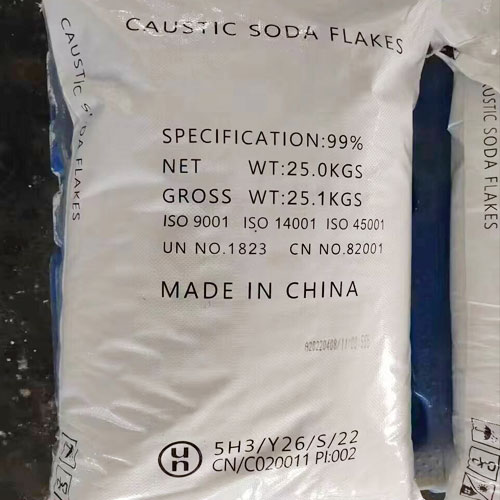 CAUSTIC SODA FLAKES
CAUSTIC SODA FLAKES
SPECIFICATION:99%
NET WT:25.0KGS
GROSS WT:25.1KGS
ISO 9001 ISO 14001 ISO 45001
UN NO.1823 CN NO.82001
MADE IN CHINA
5H3/Y26/S/22
CN/C020011 PI:002
CAUSTIC SODA FLAKES